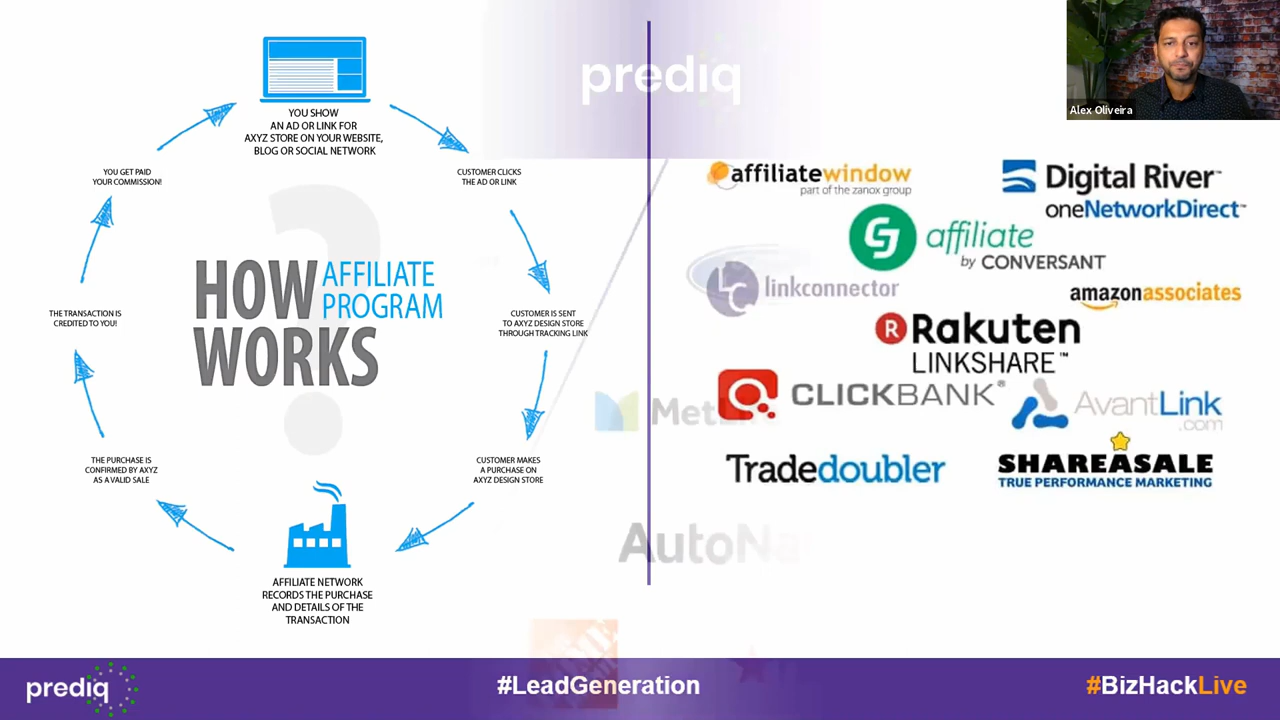 prediq
Alex Oliveira
YOU SHOW
AN AD OR LINK FOR
AXYZ STORE ON YOUR WEBSITE,
BLOG OR SOCIAL NETWORK
CUSTOMER CLICKS
THE AD OR LINK
CUSTOMER IS SENT
TO AXYZ DESIGN STORE
THROUGH TRACKING LINK
CUSTOMER MAKES
A PURCHASE ON
AXYZ DESIGN STORE
AFFILIATE NETWORK
RECORDS THE PURCHASE
AND DETAILS OF THE
TRANSACTION
THE PURCHASE IS
CONFIRMED BY AXYZ
AS A VALID SALE
THE TRANSACTION IS
CREDITED TO YOU!
YOU GET PAID
YOUR COMMISSION!
HOW AFFILIATE
PROGRAM
WORKS
?
affiliatewindow
part of the zanox group
Digital River™
oneNetworkDirect™
affiliate
by CONVERSANT
LC linkconnector
amazonassociates
R Rakuten
LINKSHARE™
CLICKBANK®
AvantLink
.com
Tradedoubler
SHAREASALE
TRUE PERFORMANCE MARKETING
prediq
#LeadGeneration
#BizHackLive